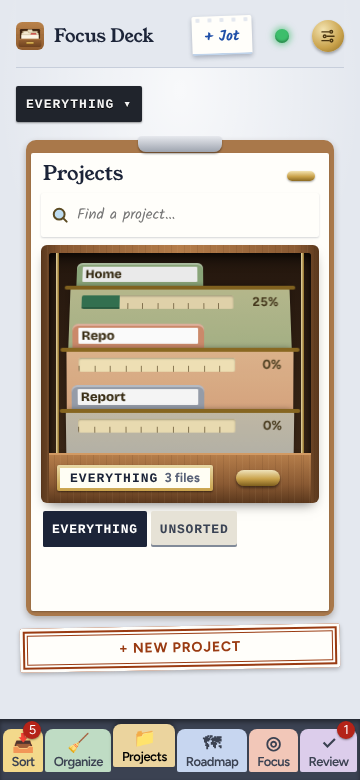 Focus Deck
+ Jot
EVERYTHING ▾
Projects
Find a project...
Home
25%
Repo
0%
Report
0%
EVERYTHING 3 files
EVERYTHING
UNSORTED
+ NEW PROJECT
5
1
Sort
Organize
Projects
Roadmap
Focus
Review